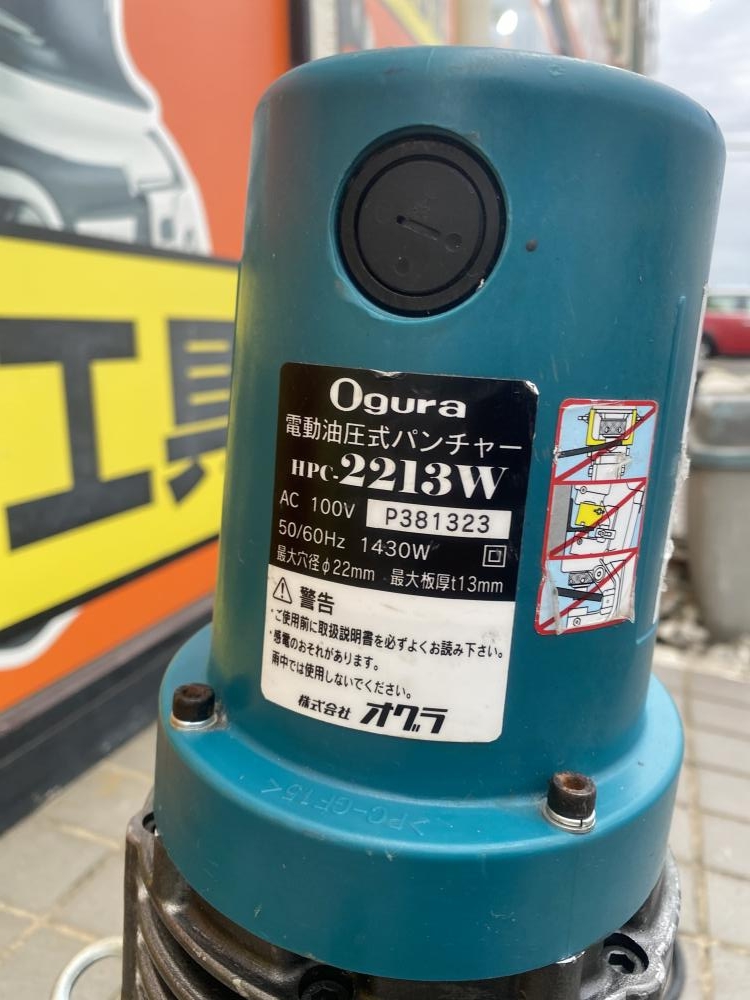 工具
Ogura
電動油圧式パンチャー
HPC-2213W
AC 100V P381323
50/60Hz 1430W
最大穴径φ22mm 最大板厚t13mm
警告
・ご使用前に取扱説明書を必ずよくお読み下さい。
・感電のおそれがあります。
雨中では使用しないでください。
株式会社 オグラ
>PC-GF15<